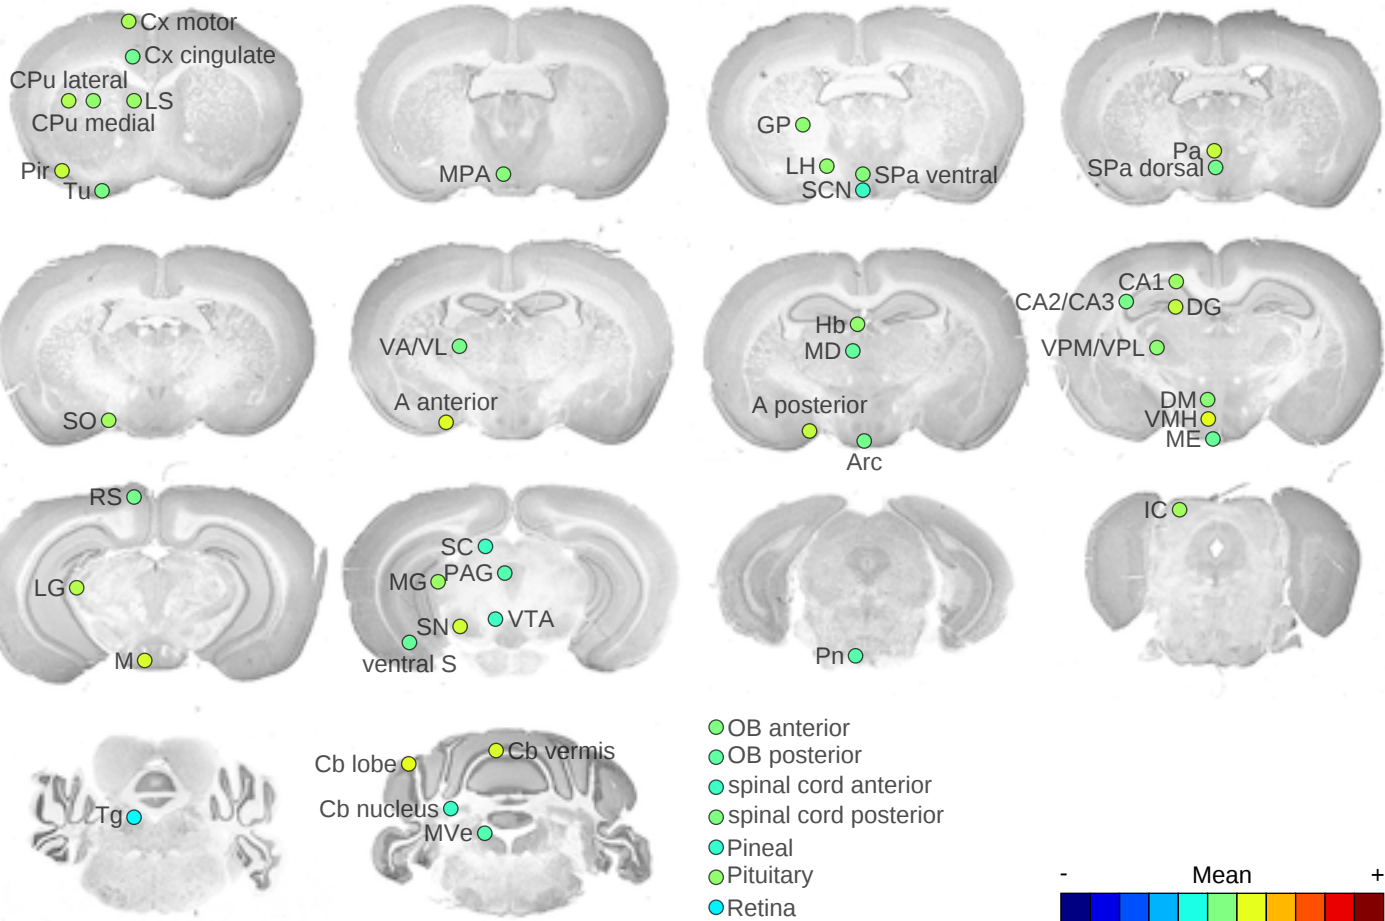 Cx motor
Cx cingulate
CPu lateral
LS
CPu medial
Pir
Tu
MPA
GP
LH
SPa ventral
SCN
Pa
SPa dorsal
SO
VA/VL
A anterior
Hb
MD
A posterior
Arc
CA1
CA2/CA3
DG
VPM/VPL
DM
VMH
ME
RS
LG
M
SC
PAG
MG
VTA
SN
ventral S
Pn
IC
Tg
Cb lobe
Cb vermis
Cb nucleus
MVe
OB anterior
OB posterior
spinal cord anterior
spinal cord posterior
Pineal
Pituitary
Retina
- Mean +